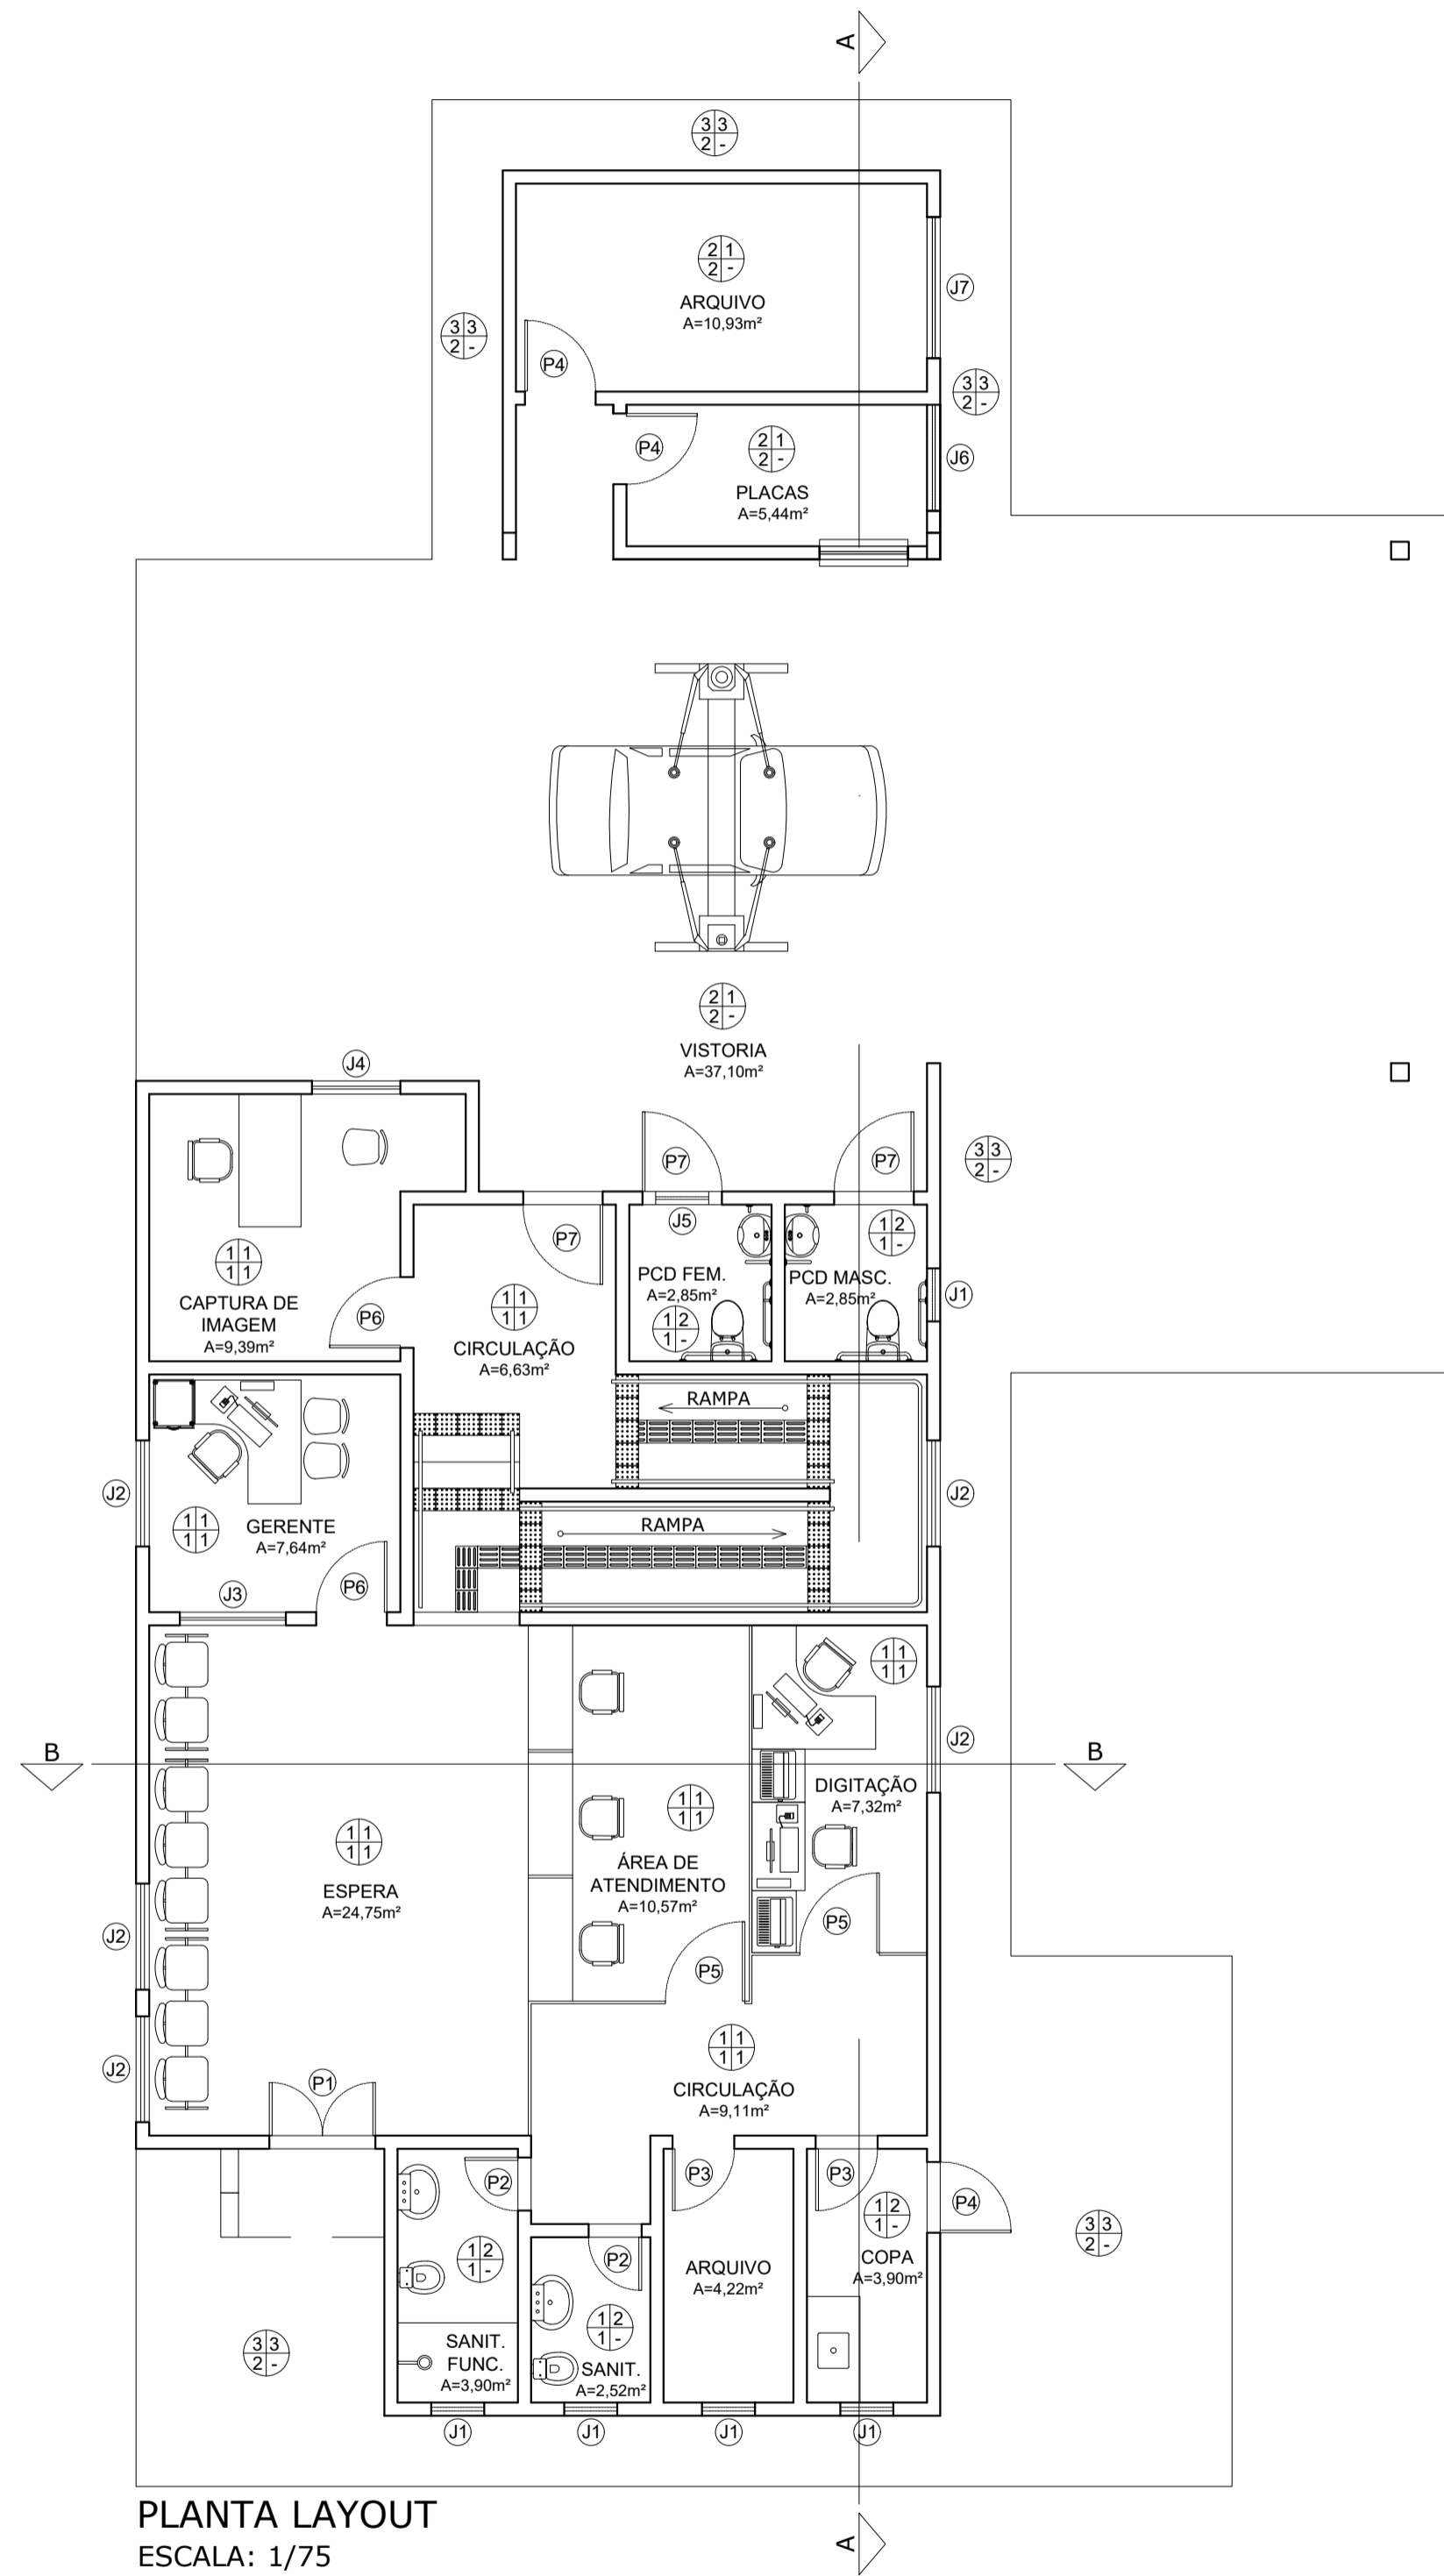 A
3 3
2 -
2 1
2 -
ARQUIVO
A=10,93m²
J7
3 3
2 -
P4
3 3
2 -
P4
2 1
2 -
J6
PLACAS
A=5,44m²
2 1
2 -
VISTORIA
A=37,10m²
J4
P7
P7
3 3
2 -
J5
1 2
1 -
P7
1 1
1 1
PCD FEM.
A=2,85m²
1 2
1 -
PCD MASC.
A=2,85m²
J1
CAPTURA DE
IMAGEM
A=9,39m²
P6
1 1
1 1
CIRCULAÇÃO
A=6,63m²
RAMPA
J2
1 1
1 1
GERENTE
A=7,64m²
RAMPA
J2
J3
P6
1 1
1 1
B
J2
B
1 1
1 1
DIGITAÇÃO
A=7,32m²
1 1
1 1
ESPERA
A=24,75m²
ÁREA DE
ATENDIMENTO
A=10,57m²
J2
P5
P5
1 1
1 1
J2
P1
CIRCULAÇÃO
A=9,11m²
P2
P3
P3
P4
1 2
1 -
3 3
2 -
1 2
1 -
P2
ARQUIVO
A=4,22m²
COPA
A=3,90m²
3 3
2 -
SANIT.
FUNC.
A=3,90m²
1 2
1 -
SANIT.
A=2,52m²
J1
J1
J1
J1
PLANTA LAYOUT
ESCALA: 1/75
A